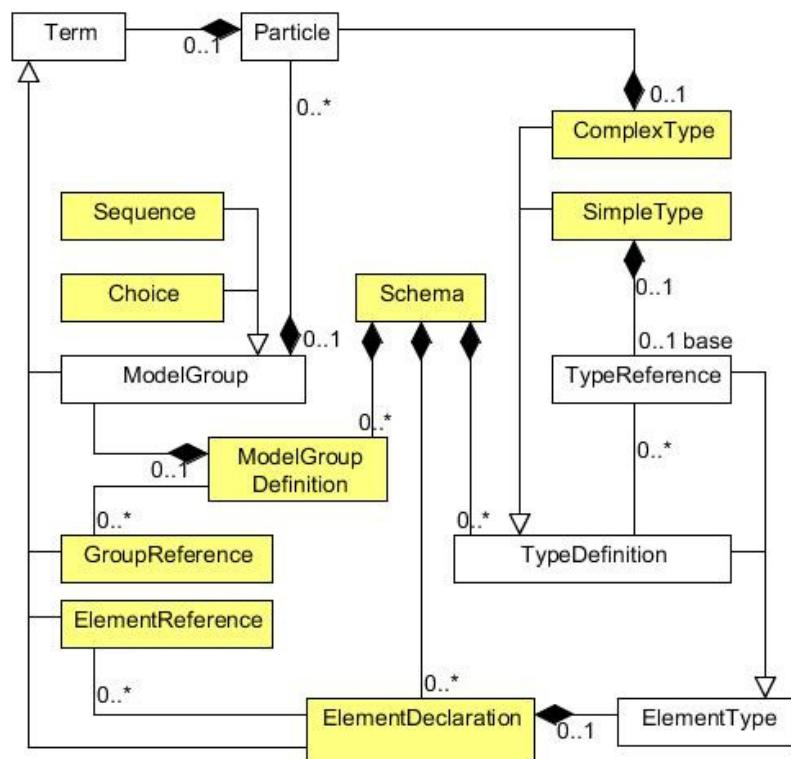 Term
Particle
0..1
0..*
0..1
ComplexType
Sequence
SimpleType
0..1
Choice
Schema
0..1
0..1 base
ModelGroup
TypeReference
0..*
0..1
ModelGroup
Definition
0..*
0..*
0..*
GroupReference
TypeDefinition
ElementReference
0..*
0..*
ElementDeclaration
0..1
ElementType